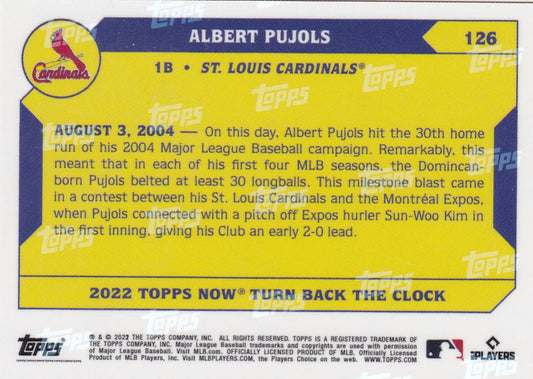 ALBERT PUJOLS
126
Cardinals
1B • ST. LOUIS CARDINALS®
AUGUST 3, 2004 — On this day, Albert Pujols hit the 30th home
run of his 2004 Major League Baseball campaign. Remarkably, this
meant that in each of his first four MLB seasons, the Domincan-
born Pujols belted at least 30 longballs. This milestone blast came
in a contest between his St. Louis Cardinals and the Montréal Expos,
when Pujols connected with a pitch off Expos hurler Sun-Woo Kim in
the first inning, giving his Club an early 2-0 lead.
2022 TOPPS NOW® TURN BACK THE CLOCK
Topps
® & © 2022 THE TOPPS COMPANY, INC. ALL RIGHTS RESERVED. TOPPS IS A REGISTERED TRADEMARK OF
THE TOPPS COMPANY, INC. Major League Baseball trademarks and copyrights are used with permission
of Major League Baseball. Visit MLB.com. OFFICIALLY LICENSED PRODUCT OF MLB. Officially Licensed
Product of MLB Players, Inc. Visit MLBPLAYERS.com, the Players Choice on the web. ©2022 TOPPS
PLAYERS